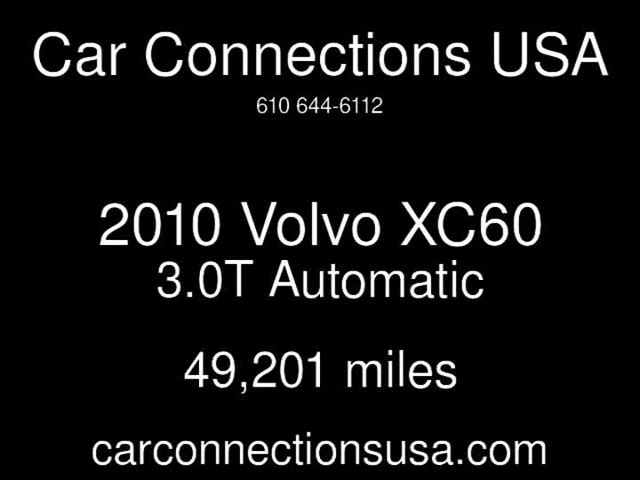 Car Connections USA
610 644-6112
2010 Volvo XC60
3.0T Automatic
49,201 miles
carconnectionsusa.com